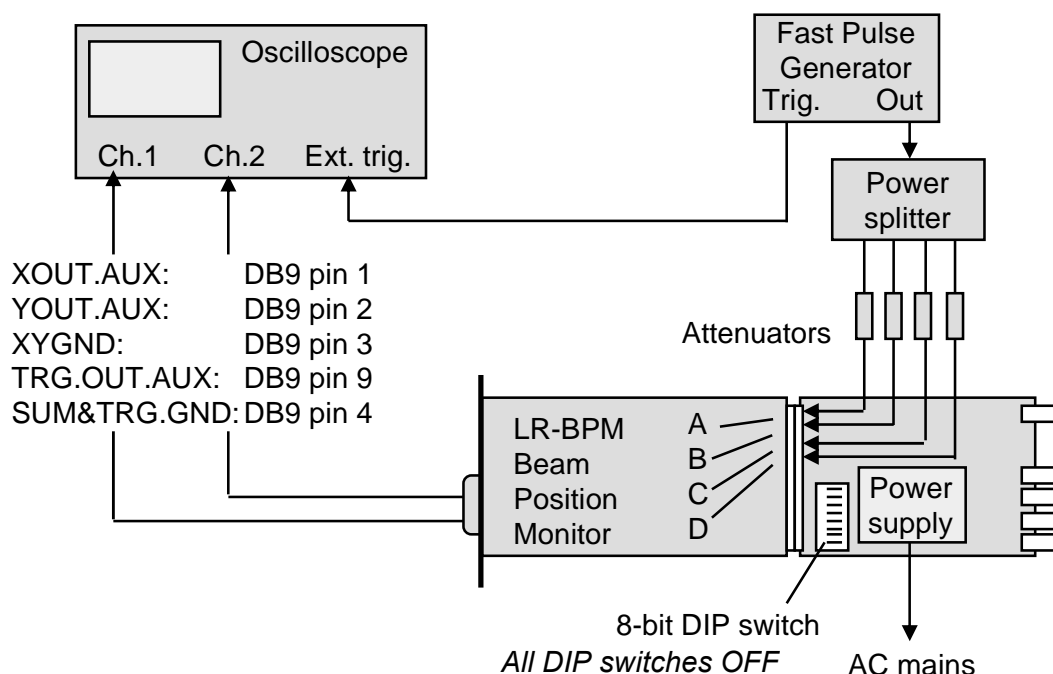 Oscilloscope
Ch.1 Ch.2 Ext. trig.
Fast Pulse
Generator
Trig. Out
Power
splitter
XOUT.AUX: DB9 pin 1
YOUT.AUX: DB9 pin 2
XYGND: DB9 pin 3
TRG.OUT.AUX: DB9 pin 9
SUM&TRG.GND: DB9 pin 4
Attenuators
LR-BPM
Beam
Position
Monitor
A
B
C
D
Power
supply
8-bit DIP switch
All DIP switches OFF
AC mains